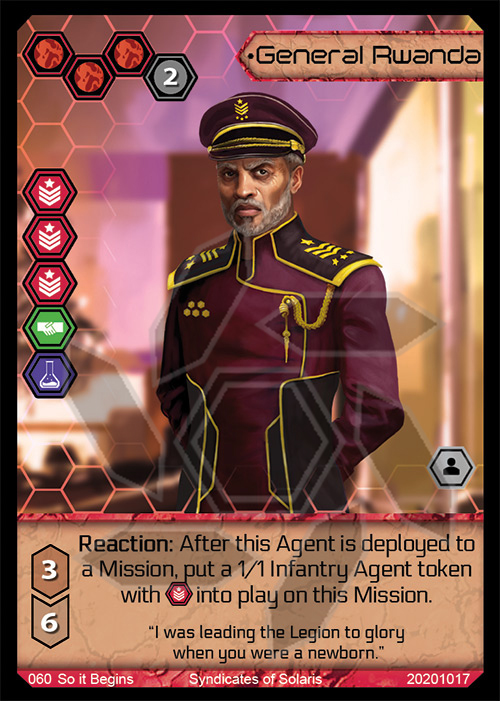 General Rwanda
2
Reaction: After this Agent is deployed to
a Mission, put a 1/1 Infantry Agent token
with into play on this Mission.
3
6
“I was leading the Legion to glory
when you were a newborn.”
060 So it Begins Syndicates of Solaris 20201017